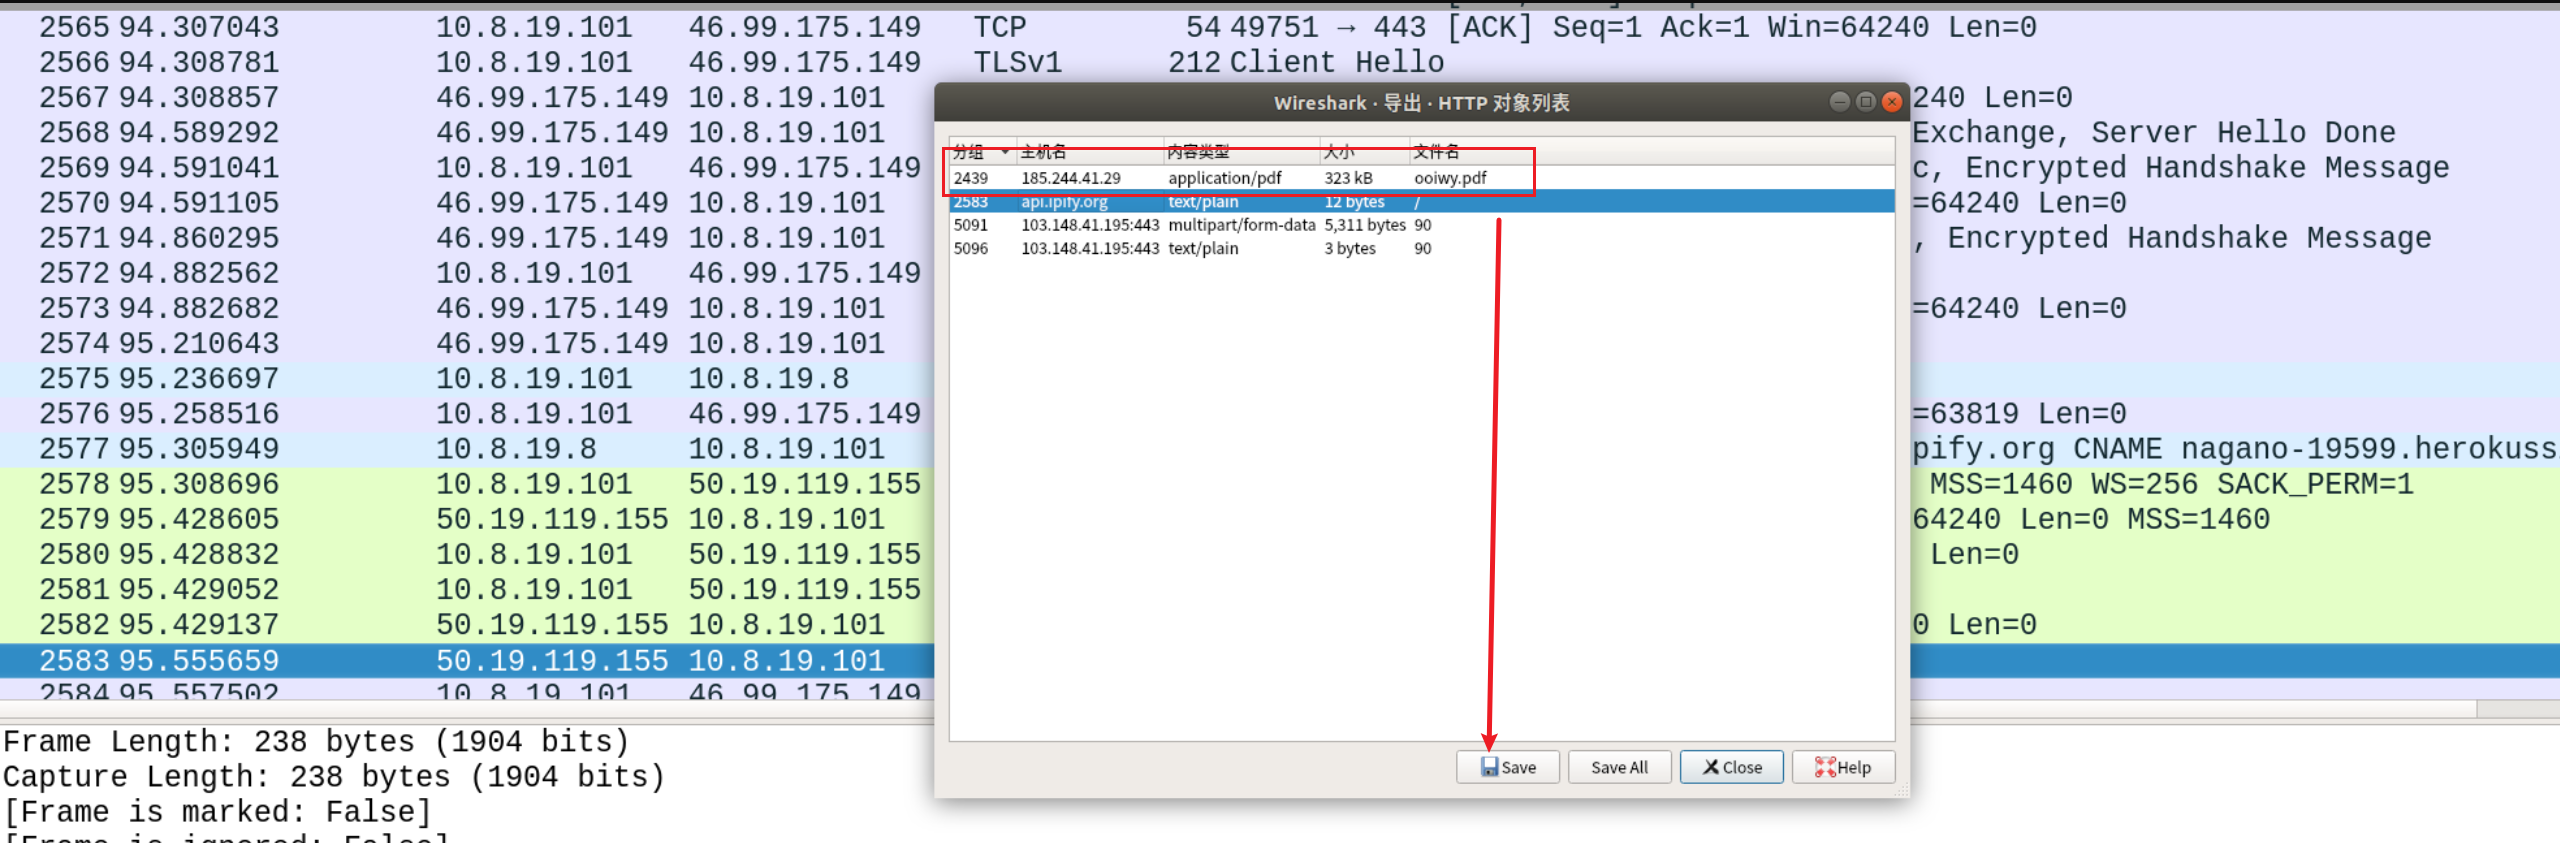 2565 94.307043 10.8.19.101 46.99.175.149 TCP 54 49751 → 443 [ACK] Seq=1 Ack=1 Win=64240 Len=0
2566 94.308781 10.8.19.101 46.99.175.149 TLSv1 212 Client Hello
2567 94.308857 46.99.175.149 10.8.19.101 240 Len=0
2568 94.589292 46.99.175.149 10.8.19.101 Exchange, Server Hello Done
2569 94.591041 10.8.19.101 46.99.175.149 c, Encrypted Handshake Message
2570 94.591105 46.99.175.149 10.8.19.101 =64240 Len=0
2571 94.860295 46.99.175.149 10.8.19.101 , Encrypted Handshake Message
2572 94.882562 10.8.19.101 46.99.175.149
2573 94.882682 46.99.175.149 10.8.19.101 =64240 Len=0
2574 95.210643 46.99.175.149 10.8.19.101
2575 95.236697 10.8.19.101 10.8.19.8
2576 95.258516 10.8.19.101 46.99.175.149 =63819 Len=0
2577 95.305949 10.8.19.8 10.8.19.101 pify.org CNAME nagano-19599.herokuss
2578 95.308696 10.8.19.101 50.19.119.155 MSS=1460 WS=256 SACK_PERM=1
2579 95.428605 50.19.119.155 10.8.19.101 64240 Len=0 MSS=1460
2580 95.428832 10.8.19.101 50.19.119.155 Len=0
2581 95.429052 10.8.19.101 50.19.119.155
2582 95.429137 50.19.119.155 10.8.19.101 0 Len=0
2583 95.555659 50.19.119.155 10.8.19.101
2584 95.557502 10.8.19.101 46.99.175.149
Frame Length: 238 bytes (1904 bits)
Capture Length: 238 bytes (1904 bits)
[Frame is marked: False]
[Frame is ignored: False]
Wireshark · 导出 · HTTP 对象列表
分组 主机名 内容类型 大小 文件名
2439 185.244.41.29 application/pdf 323 kB ooiwy.pdf
2583 api.ipify.org text/plain 12 bytes /
5091 103.148.41.195:443 multipart/form-data 5,311 bytes 90
5096 103.148.41.195:443 text/plain 3 bytes 90
Save Save All Close Help